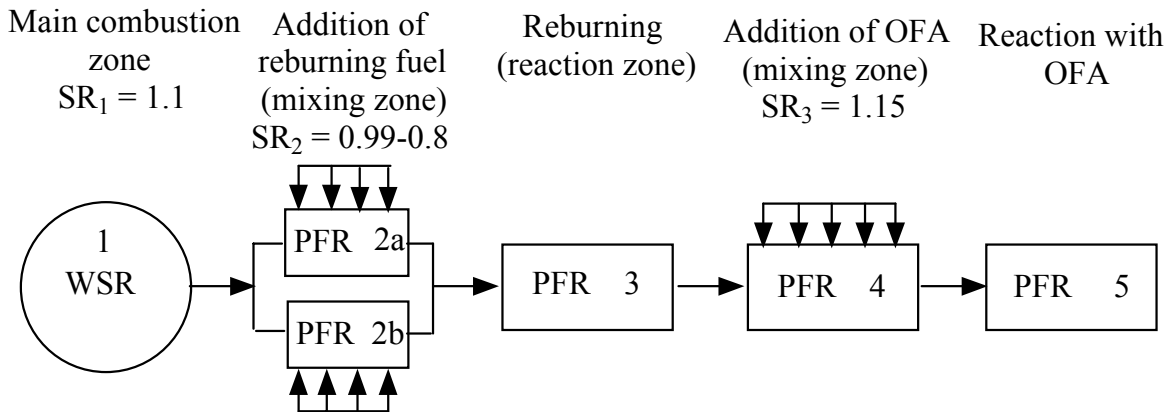 Main combustion
zone
SR₁ = 1.1
Addition of
reburning fuel
(mixing zone)
SR₂ = 0.99-0.8
Reburning
(reaction zone)
Addition of OFA
(mixing zone)
SR₃ = 1.15
Reaction with
OFA
1
WSR
PFR 2a
PFR 2b
PFR 3
PFR 4
PFR 5